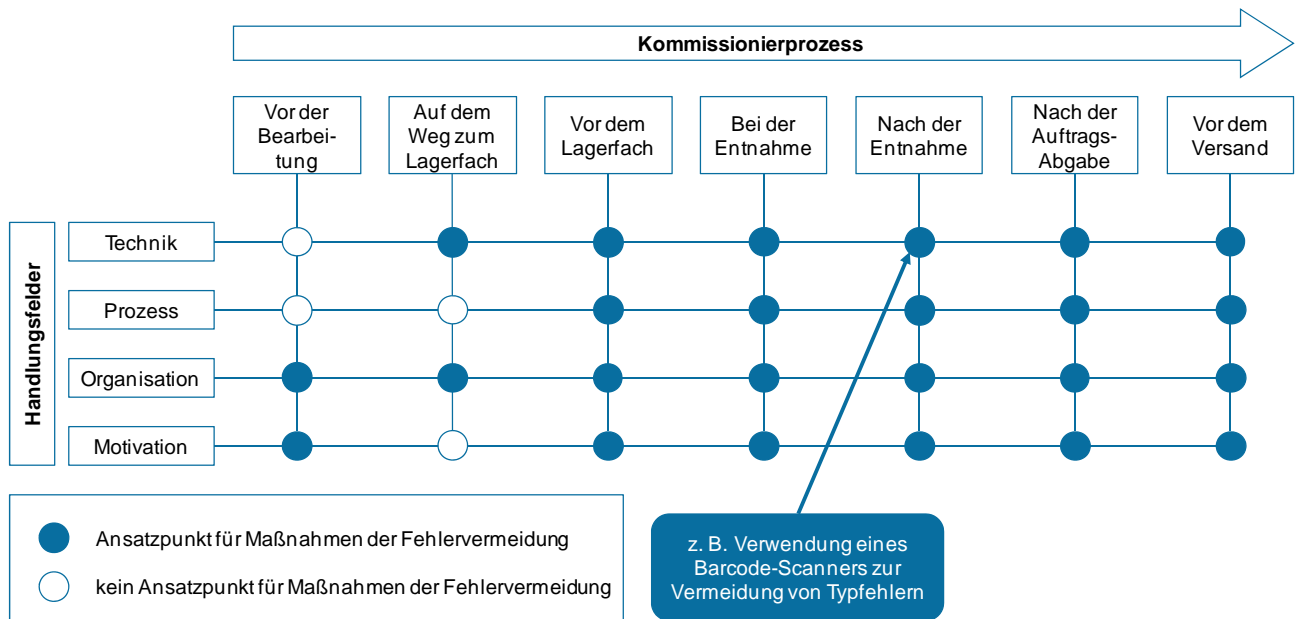 Kommissionierprozess
Vor der
Bearbei-
tung
Auf dem
Weg zum
Lagerfach
Vor dem
Lagerfach
Bei der
Entnahme
Nach der
Entnahme
Nach der
Auftrags-
Abgabe
Vor dem
Versand
Handlungsfelder
Technik
Prozess
Organisation
Motivation
Ansatzpunkt für Maßnahmen der Fehlervermeidung
kein Ansatzpunkt für Maßnahmen der Fehlervermeidung
z. B. Verwendung eines
Barcode-Scanners zur
Vermeidung von Typfehlern